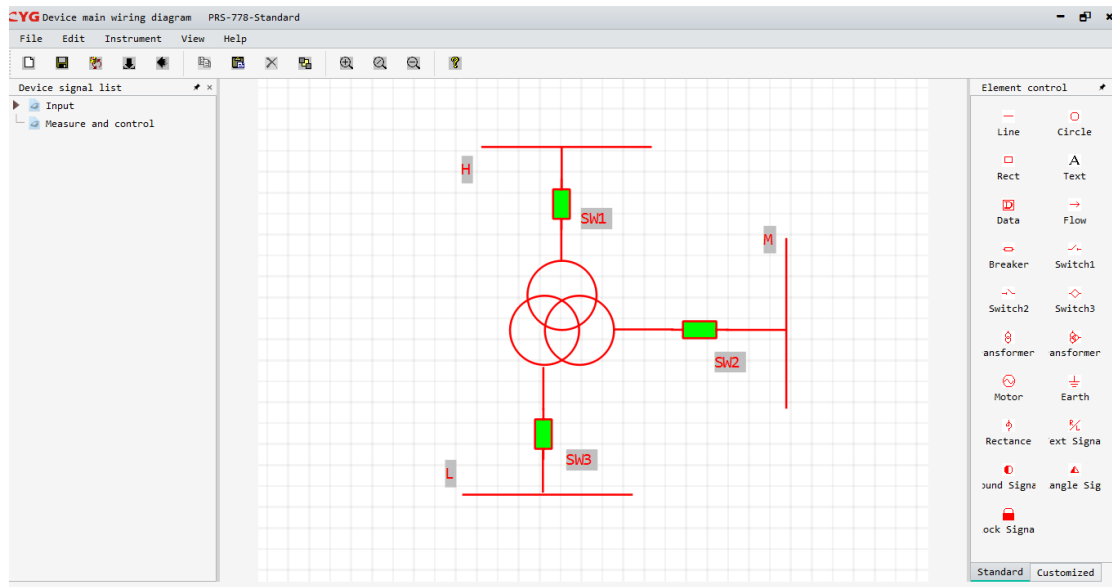 CYG Device main wiring diagram PRS-778-Standard
File Edit Instrument View Help
Device signal list
Input
Measure and control
H
SW1
M
SW2
SW3
L
Element control
Line Circle
Rect Text
A
Data Flow
Breaker Switch1
Switch2 Switch3
ansformer ansformer
Motor Earth
Rectance ext Signa
ound Signa angle Sig
ock Signa
Standard Customized